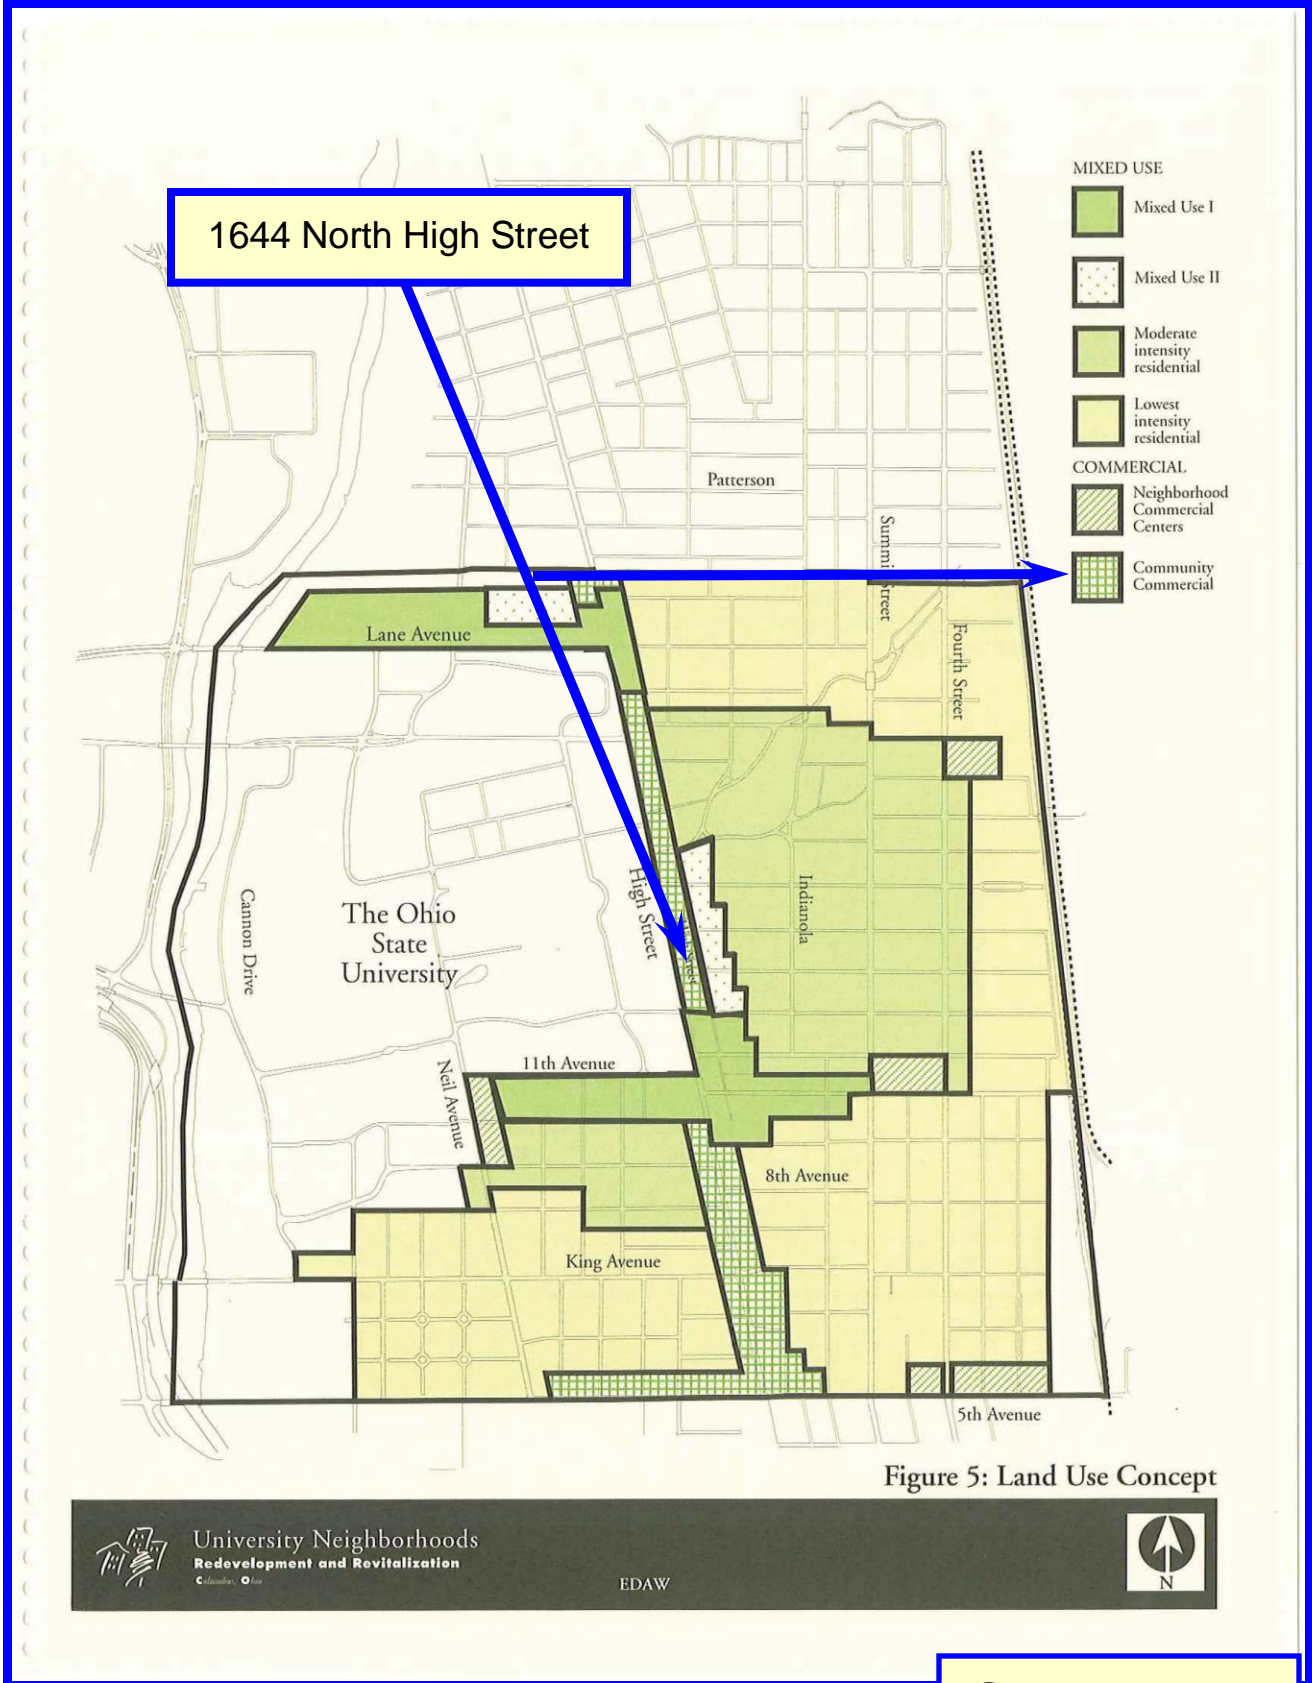 MIXED USE
Mixed Use I
1644 North High Street
Mixed Use II
Moderate
intensity
residential
Lowest
intensity
residential
COMMERCIAL
Patterson
Neighborhood
Commercial
Centers
Summit Street
Community
Commercial
Lane Avenue
Fourth Street
High Street
Indianola
Cannon Drive
The Ohio
State
University
11th Avenue
Neil Avenue
8th Avenue
King Avenue
5th Avenue
Figure 5: Land Use Concept
University Neighborhoods
Redevelopment and Revitalization
Columbus, Ohio
EDAW
N